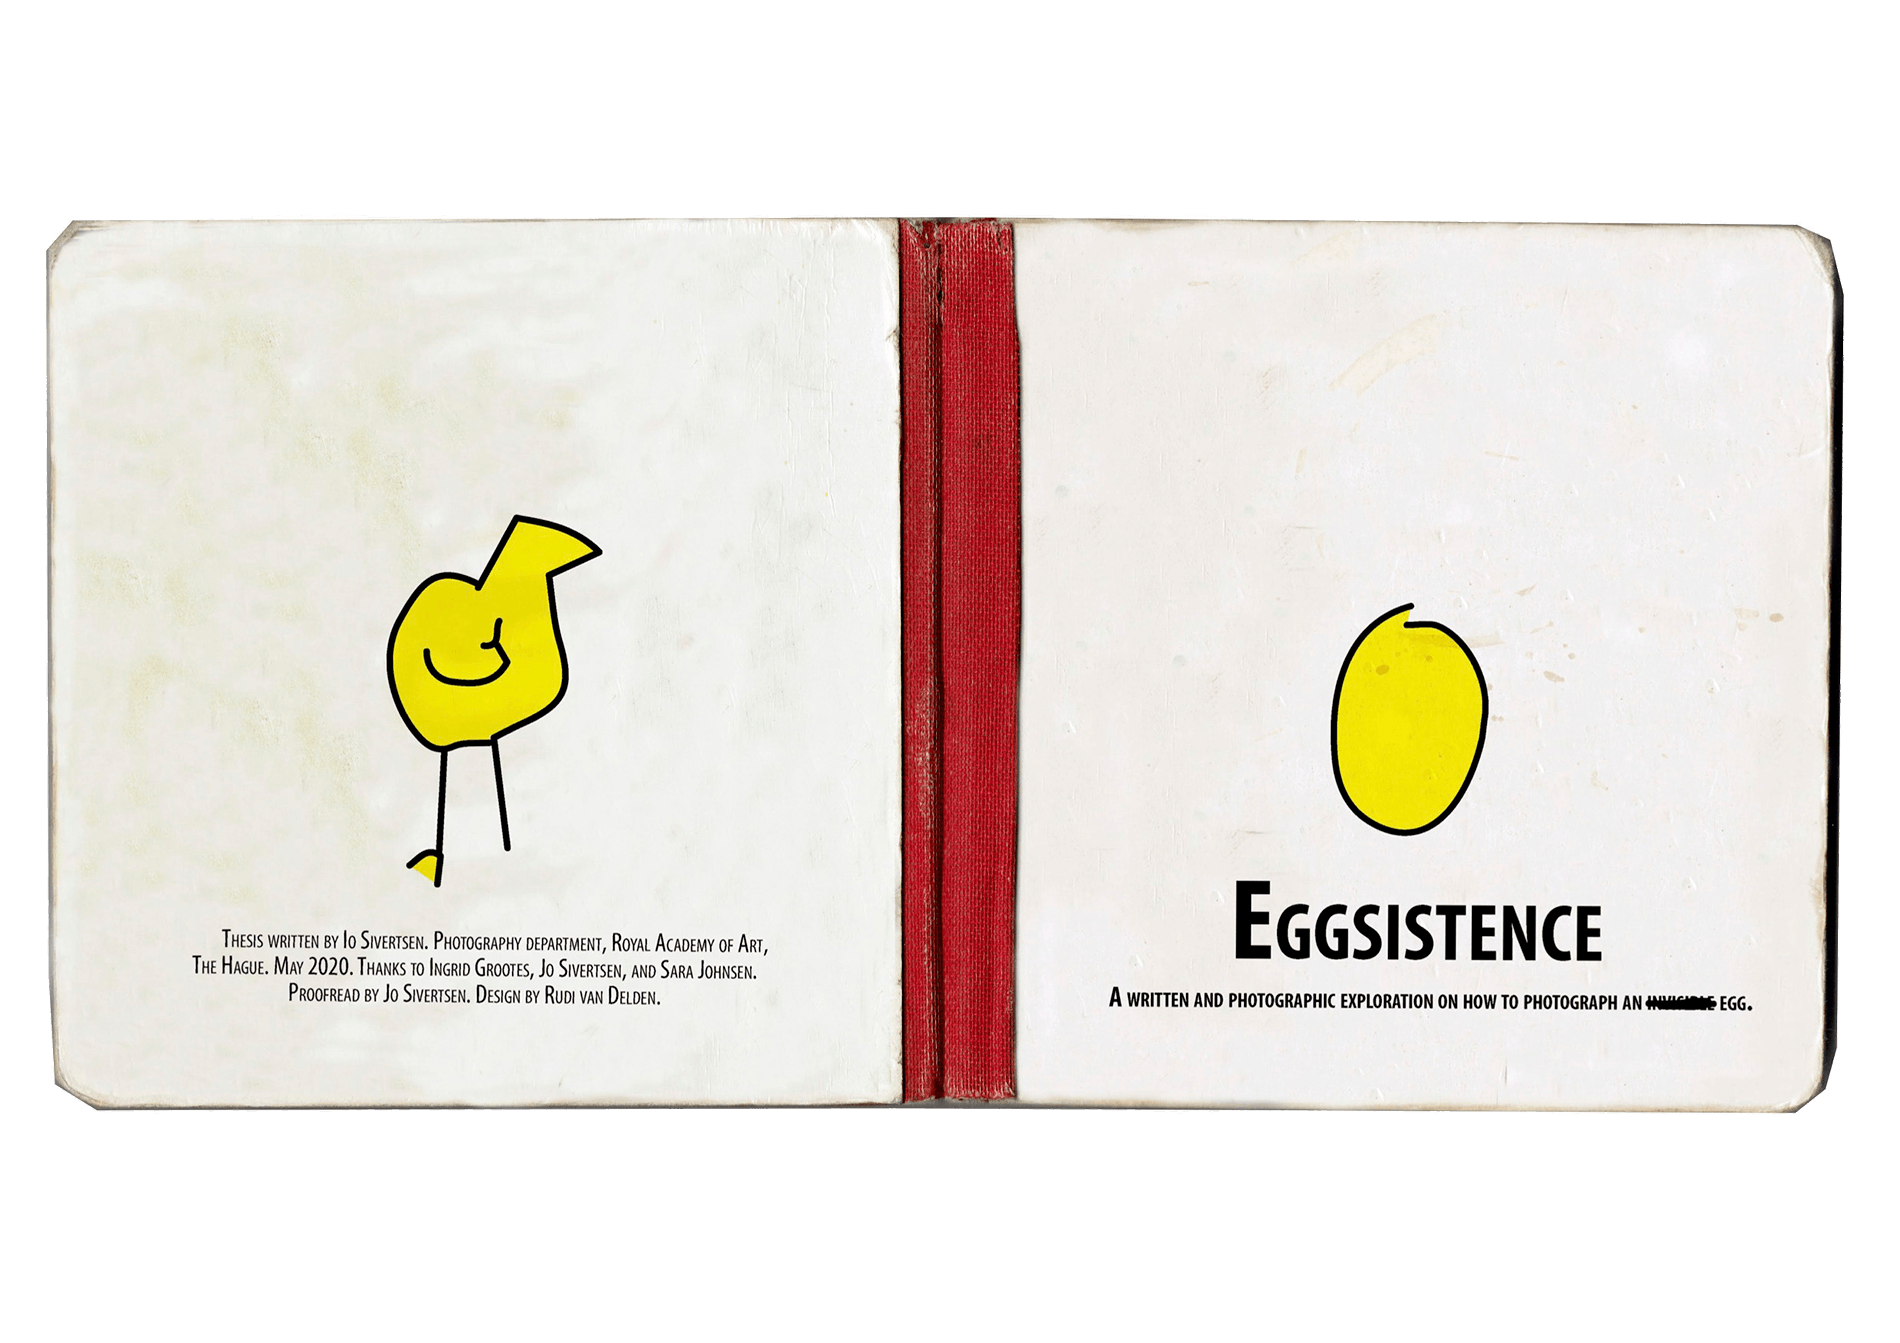 Thesis written by Io Sivertsen. Photography department, Royal Academy of Art,
The Hague. May 2020. Thanks to Ingrid Grootes, Jo Sivertsen, and Sara Johnsen.
Proofread by Jo Sivertsen. Design by Rudi van Delden.
Eggsistence
A written and photographic exploration on how to photograph an invisible egg.